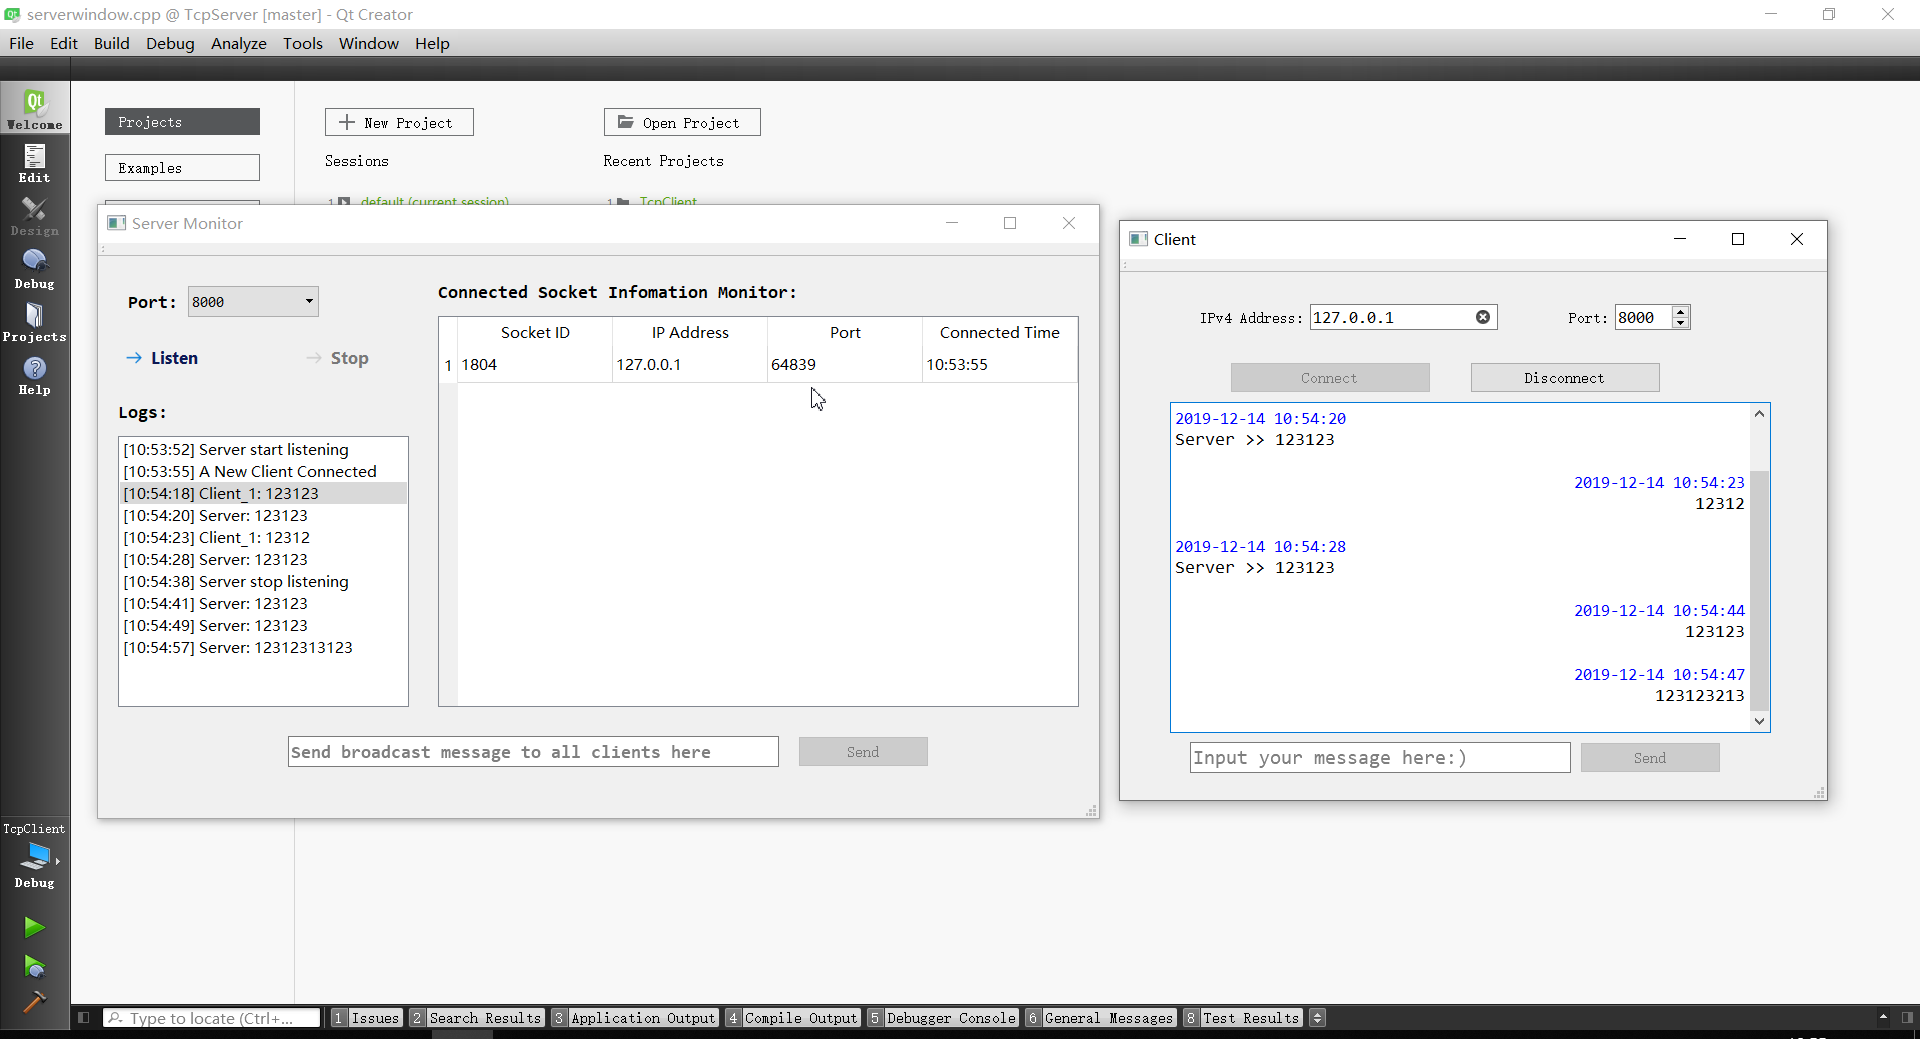 serverwindow.cpp @ TcpServer [master] - Qt Creator
File Edit Build Debug Analyze Tools Window Help
Welcome
Edit
Design
Debug
Projects
Help
Projects
Examples
New Project
Open Project
Sessions
Recent Projects
1 default (current session)
1 TcpClient
Server Monitor
Port: 8000
Listen
Stop
Logs:
[10:53:52] Server start listening
[10:53:55] A New Client Connected
[10:54:18] Client_1: 123123
[10:54:20] Server: 123123
[10:54:23] Client_1: 12312
[10:54:28] Server: 123123
[10:54:38] Server stop listening
[10:54:41] Server: 123123
[10:54:49] Server: 123123
[10:54:57] Server: 12312313123
Connected Socket Infomation Monitor:
Socket ID IP Address Port Connected Time
1 1804 127.0.0.1 64839 10:53:55
Send broadcast message to all clients here
Send
Client
IPv4 Address: 127.0.0.1
Port: 8000
Connect
Disconnect
2019-12-14 10:54:20
Server >> 123123
2019-12-14 10:54:23
12312
2019-12-14 10:54:28
Server >> 123123
2019-12-14 10:54:44
123123
2019-12-14 10:54:47
123123213
Input your message here:)
Send
TcpClient
Debug
Type to locate (Ctrl+...
1 Issues 2 Search Results 3 Application Output 4 Compile Output 5 Debugger Console 6 General Messages 8 Test Results